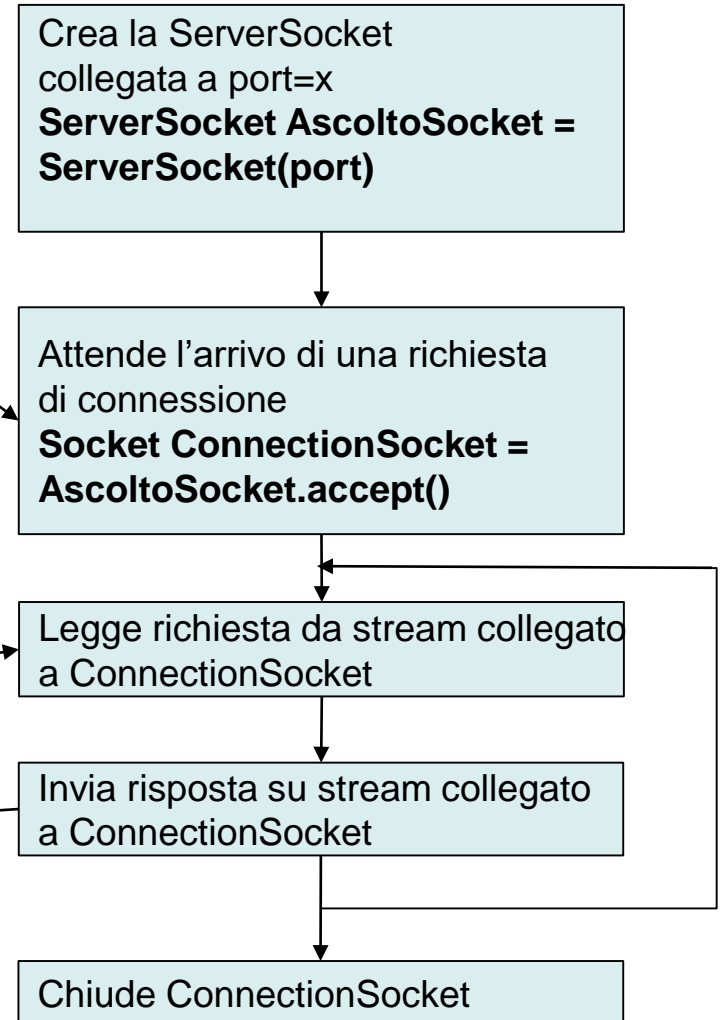 Crea la ServerSocket
collegata a port=x
ServerSocket AscoltoSocket =
ServerSocket(port)
Attende l’arrivo di una richiesta
di connessione
Socket ConnectionSocket =
AscoltoSocket.accept()
Legge richiesta da stream collegato
a ConnectionSocket
Invia risposta su stream collegato
a ConnectionSocket
Chiude ConnectionSocket